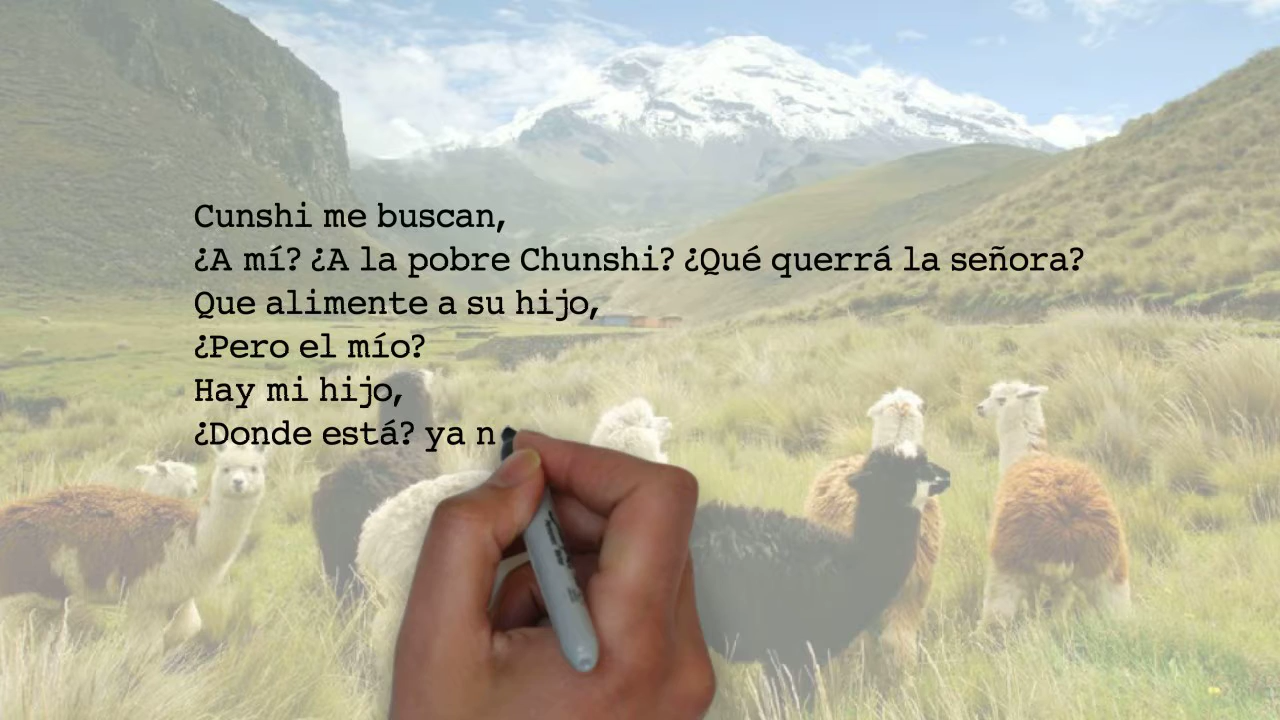 Cunshi me buscan,
¿A mí? ¿A la pobre Chunshi? ¿Qué querrá la señora?
Que alimente a su hijo,
¿Pero el mío?
Hay mi hijo,
¿Donde está? ya n